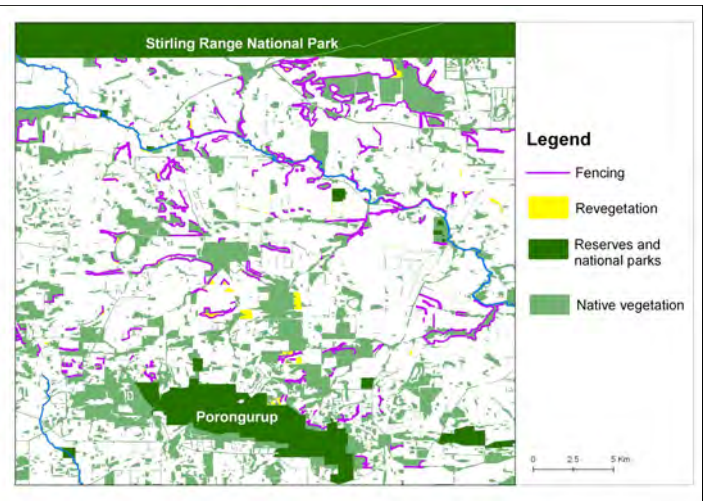 Stirling Range National Park
Legend
Fencing
Revegetation
Reserves and
national parks
Native vegetation
Porongurup
0 2.5 5 Km